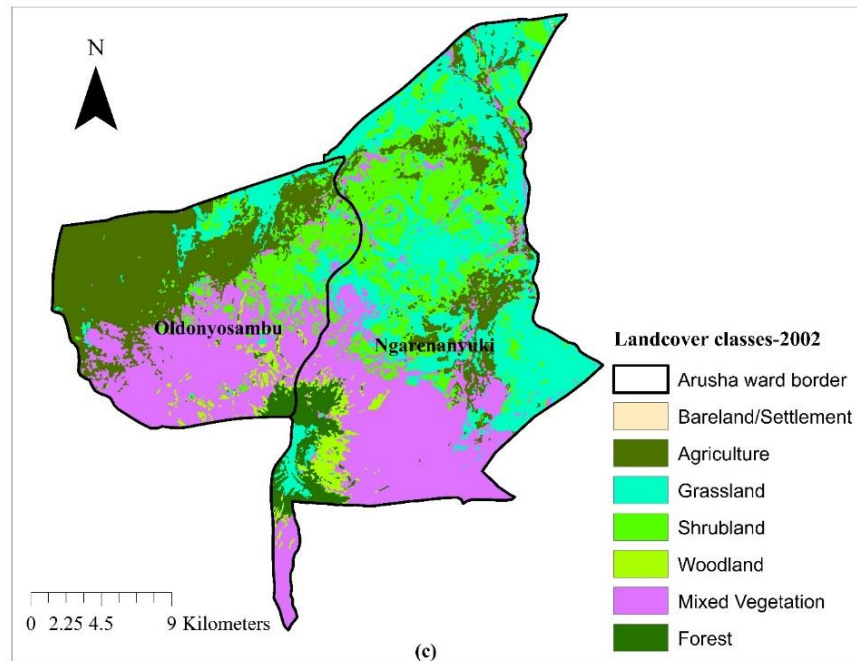 N
Oldonyosambu
Ngarenanyuki
Landcover classes-2002
Arusha ward border
Bareland/Settlement
Agriculture
Grassland
Shrubland
Woodland
Mixed Vegetation
Forest
0 2.25 4.5 9 Kilometers
(c)